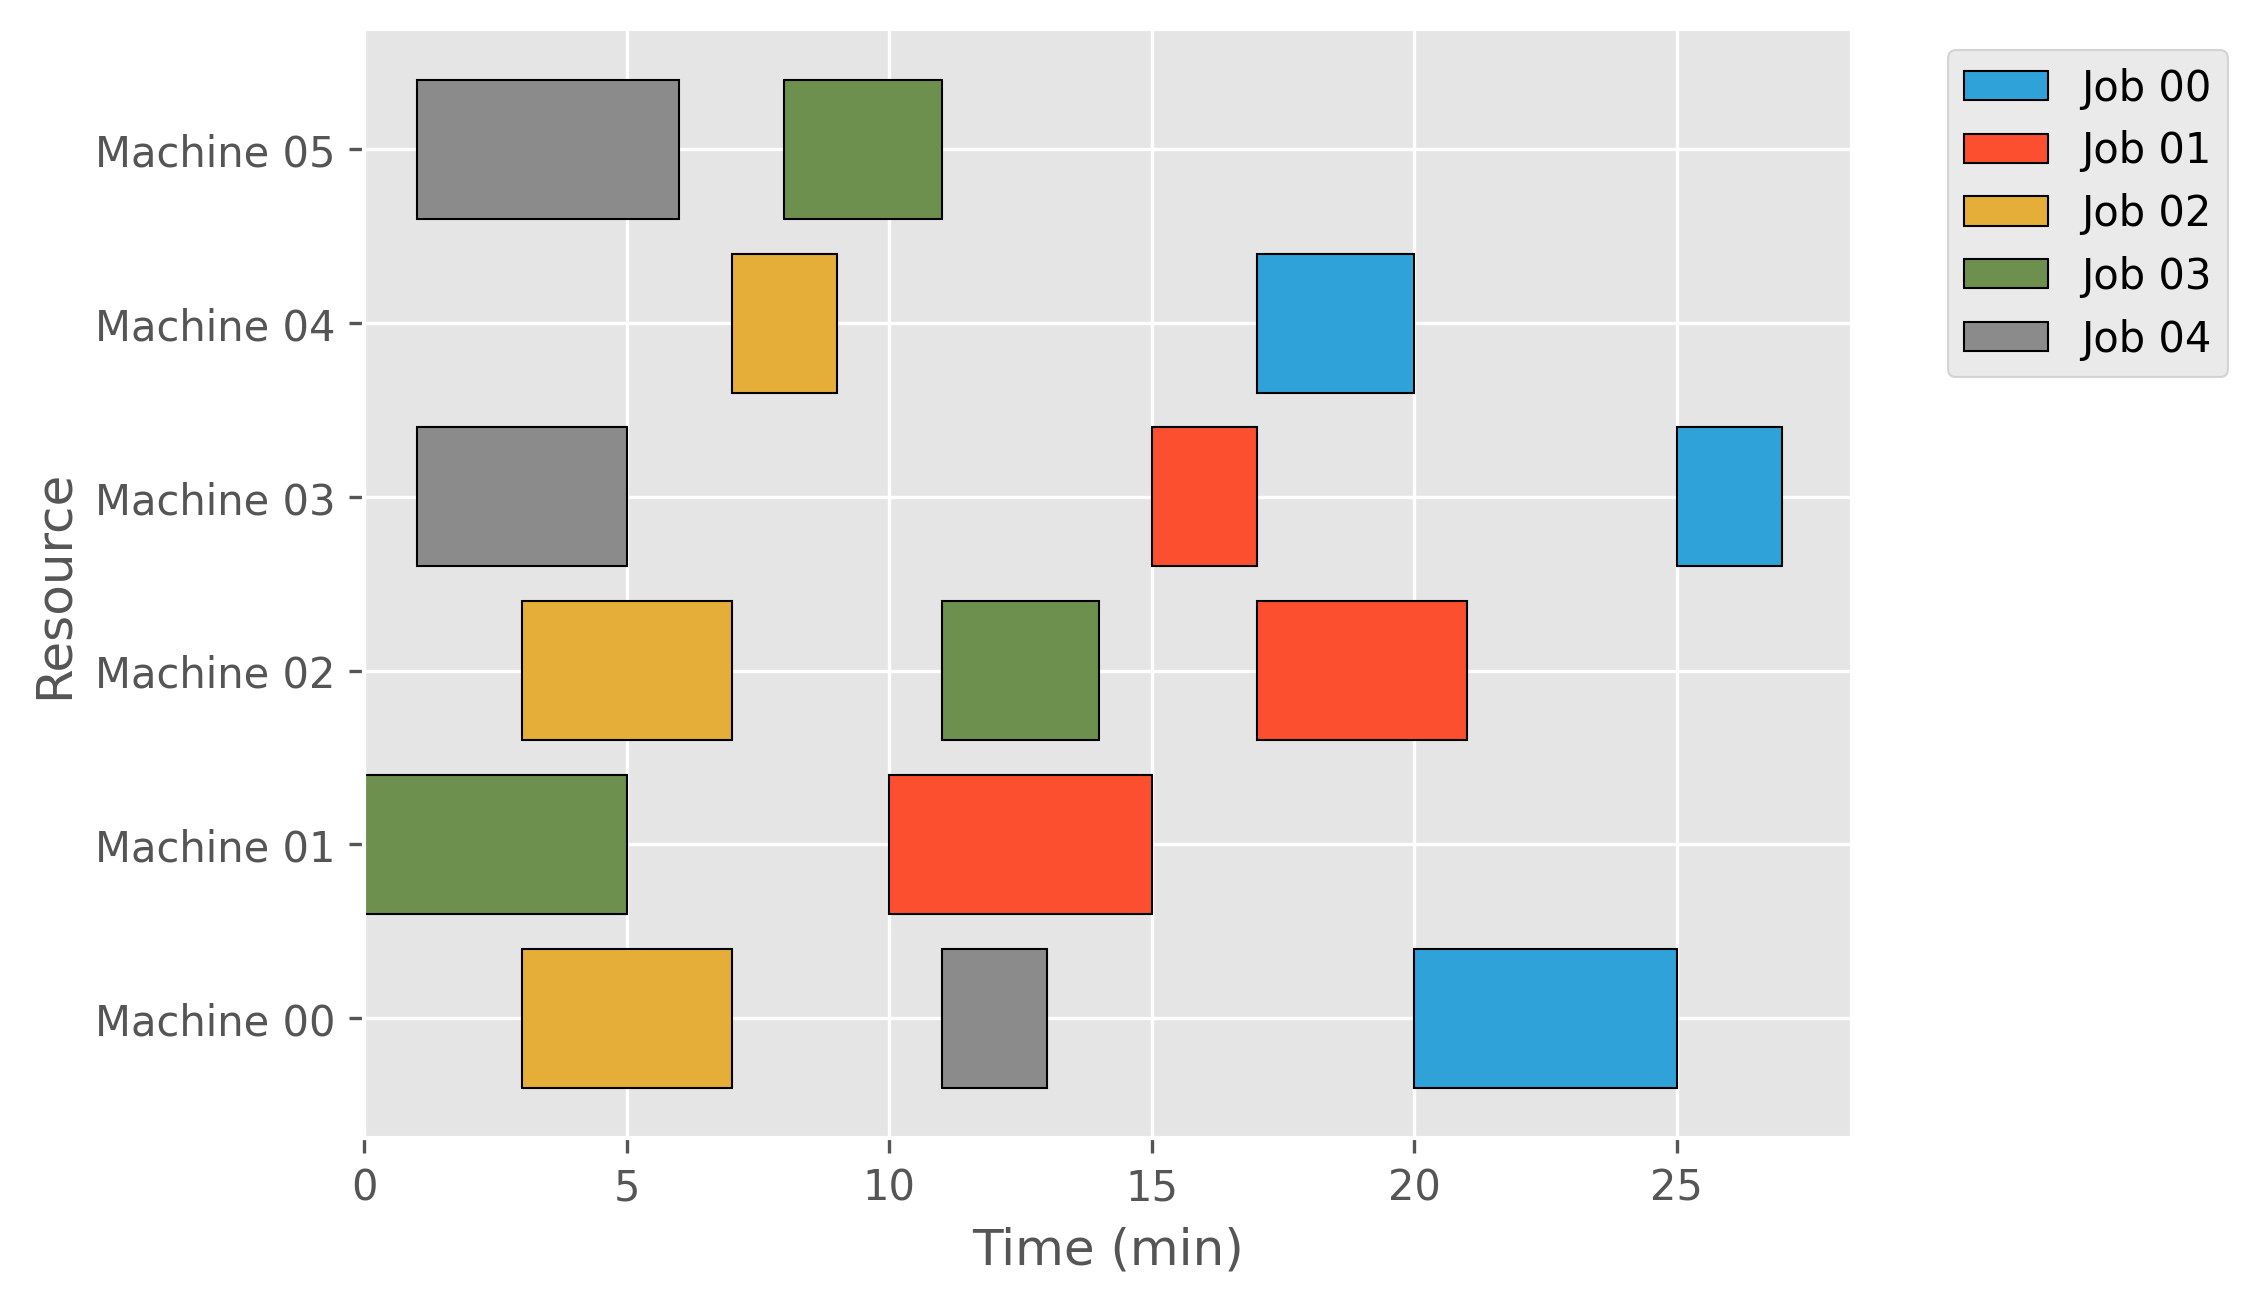 Machine 05
Machine 04
Machine 03
Machine 02
Machine 01
Machine 00
Resource
0 5 10 15 20 25
Time (min)
Job 00
Job 01
Job 02
Job 03
Job 04